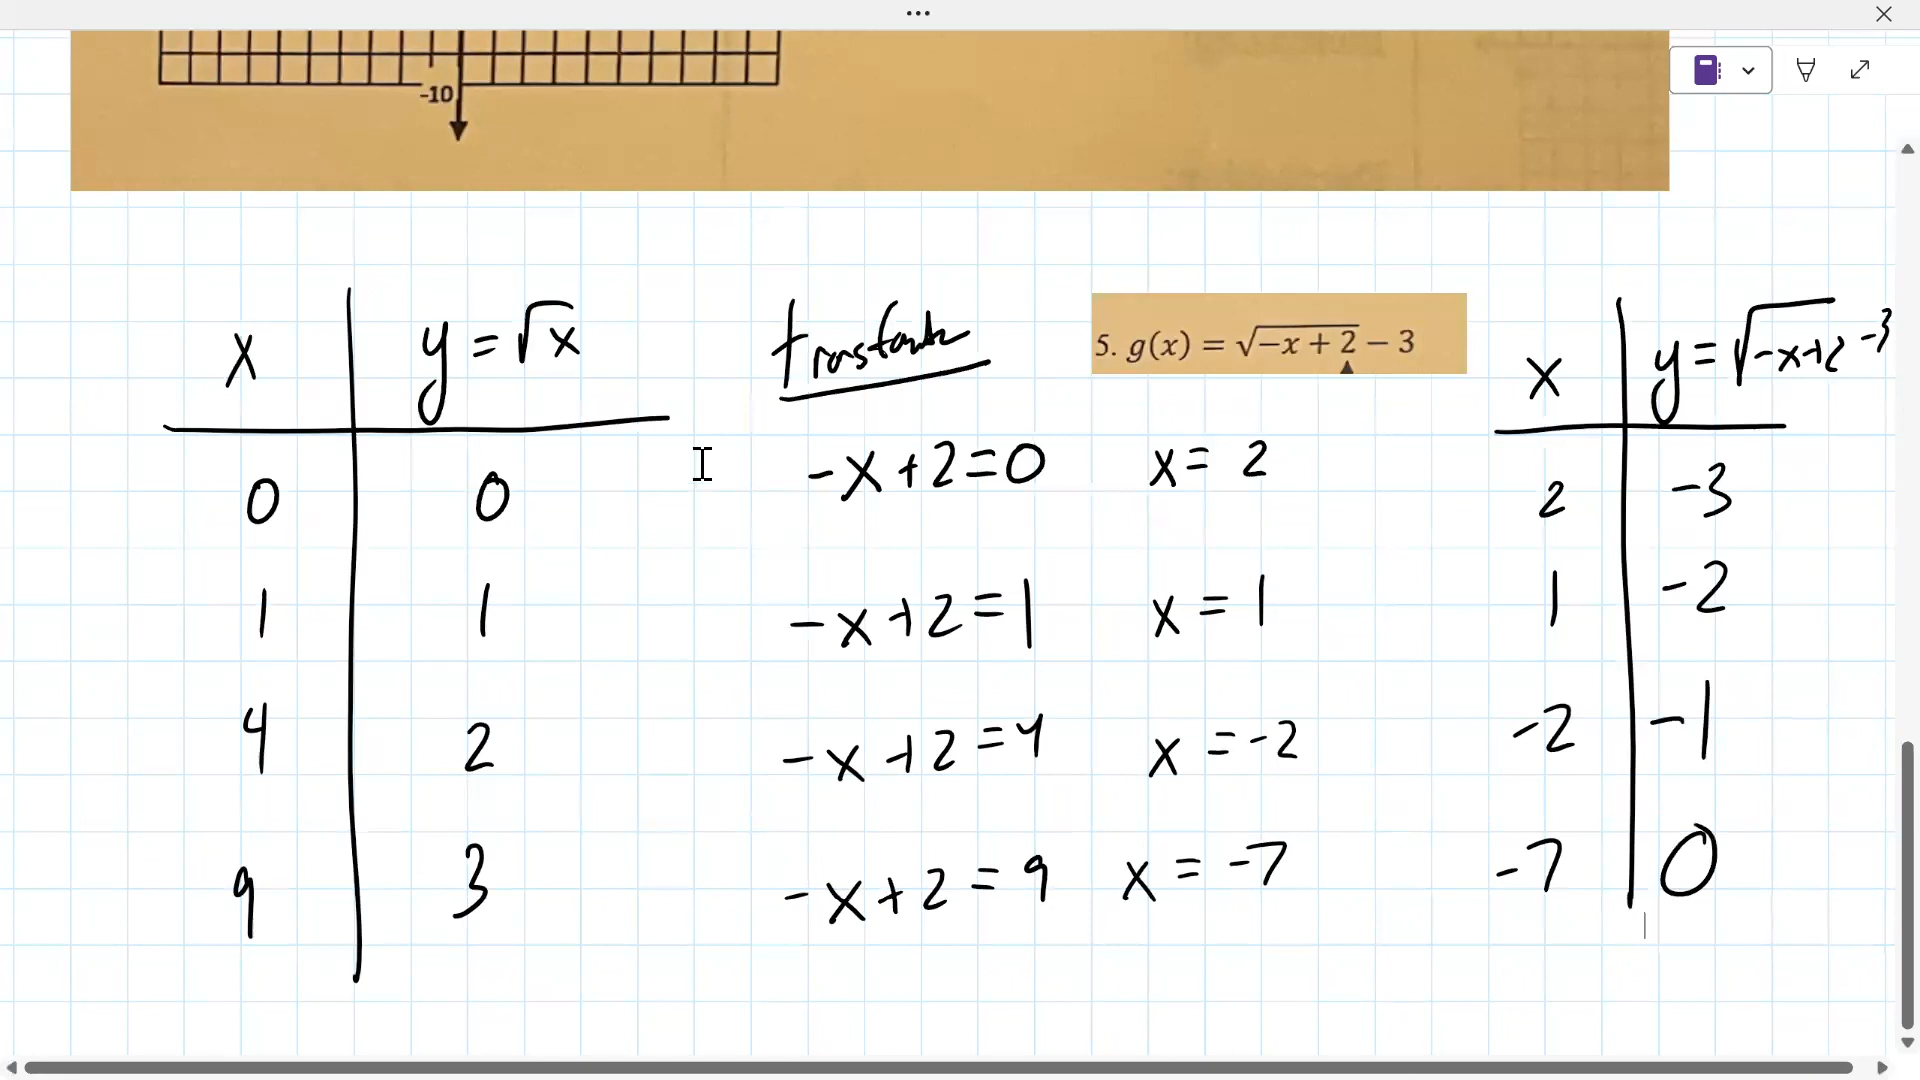 -10
x y = √x
transform
5. g(x) = √(-x + 2) - 3
x y = √(-x+2) -3
0 0 -x+2=0 x= 2 2 -3
1 1 -x+2=1 x=1 1 -2
4 2 -x+2=4 x=-2 -2 -1
9 3 -x+2=9 x=-7 -7 0